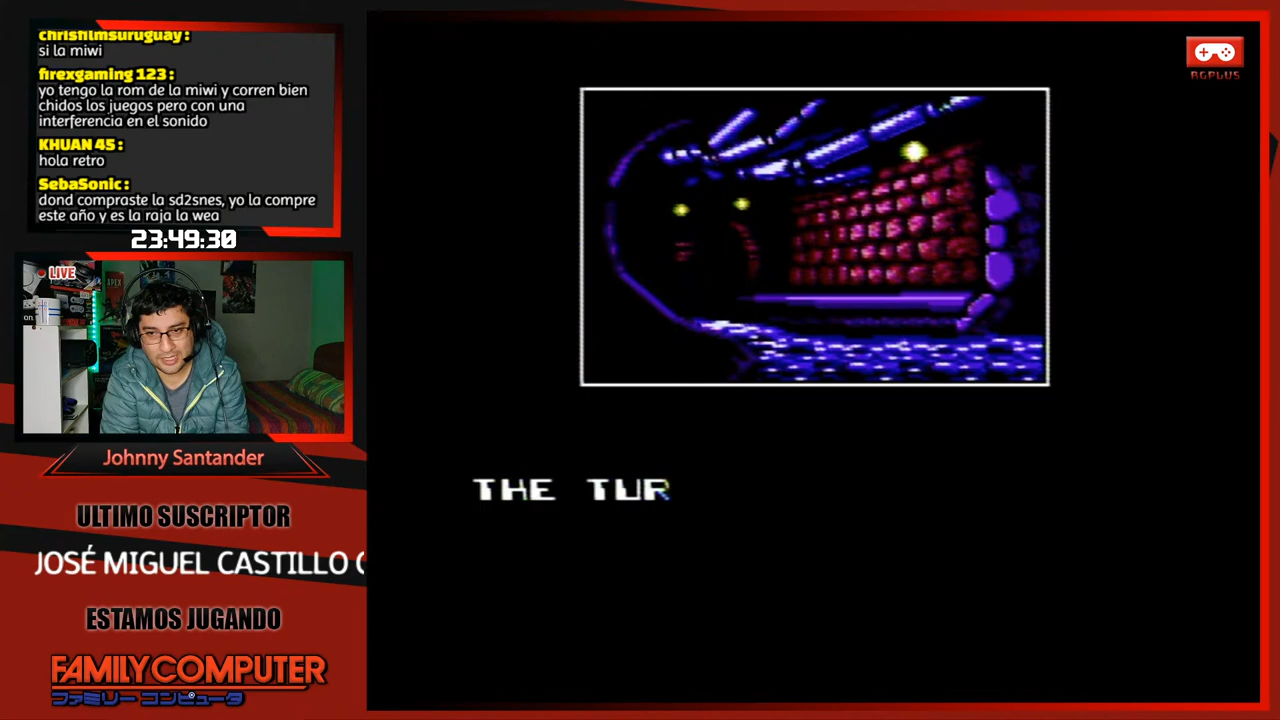 chrisfilmsuruguay :
si la miwi
firexgaming 123 :
yo tengo la rom de la miwi y corren bien
chidos los juegos pero con una
interferencia en el sonido
KHUAN 45 :
hola retro
SebaSonic :
dond compraste la sd2snes, yo la compre
este año y es la raja la wea
23:49:30
LIVE
Johnny Santander
ULTIMO SUSCRIPTOR
JOSÉ MIGUEL CASTILLO
ESTAMOS JUGANDO
FAMILY COMPUTER
ファミリー コンピュータ
RGPLUS
THE TUR